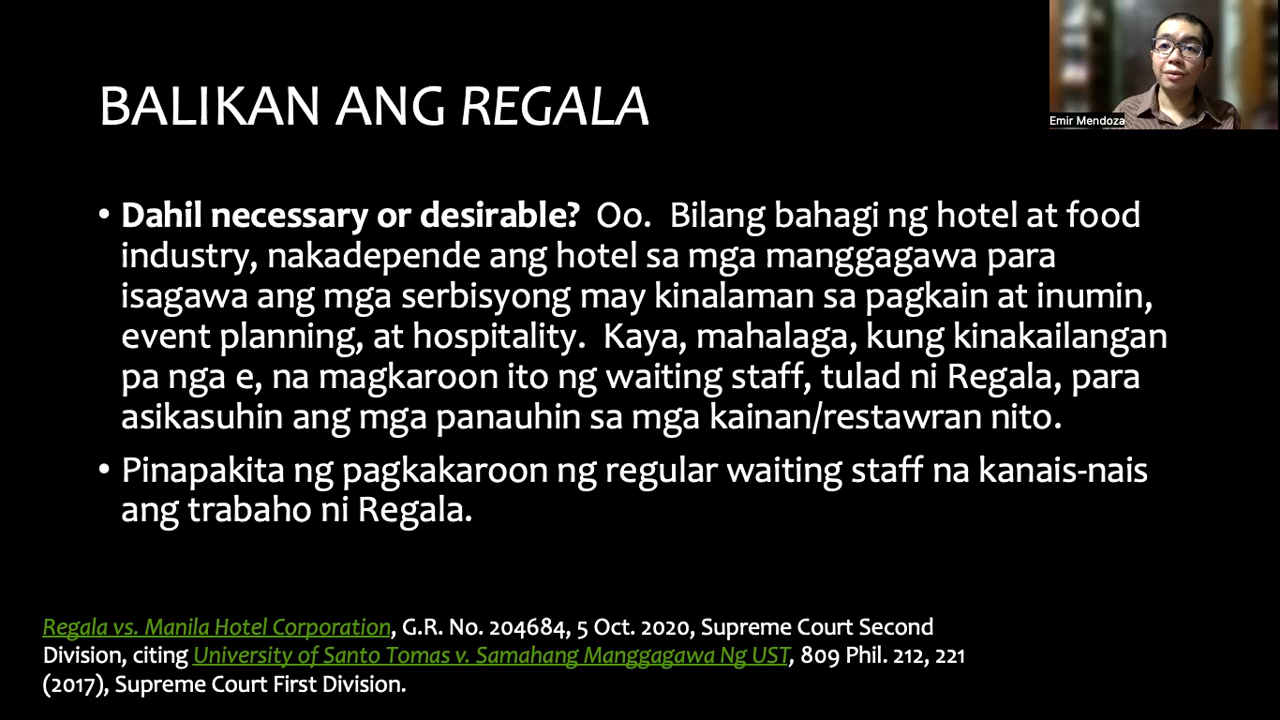 BALIKAN ANG REGALA
Emir Mendoza
• Dahil necessary or desirable?  Oo.  Bilang bahagi ng hotel at food
industry, nakadepende ang hotel sa mga manggagawa para
isagawa ang mga serbisyong may kinalaman sa pagkain at inumin,
event planning, at hospitality.  Kaya, mahalaga, kung kinakailangan
pa nga e, na magkaroon ito ng waiting staff, tulad ni Regala, para
asikasuhin ang mga panauhin sa mga kainan/restawran nito.
• Pinapakita ng pagkakaroon ng regular waiting staff na kanais-nais
ang trabaho ni Regala.
Regala vs. Manila Hotel Corporation, G.R. No. 204684, 5 Oct. 2020, Supreme Court Second
Division, citing University of Santo Tomas v. Samahang Manggagawa Ng UST, 809 Phil. 212, 221
(2017), Supreme Court First Division.